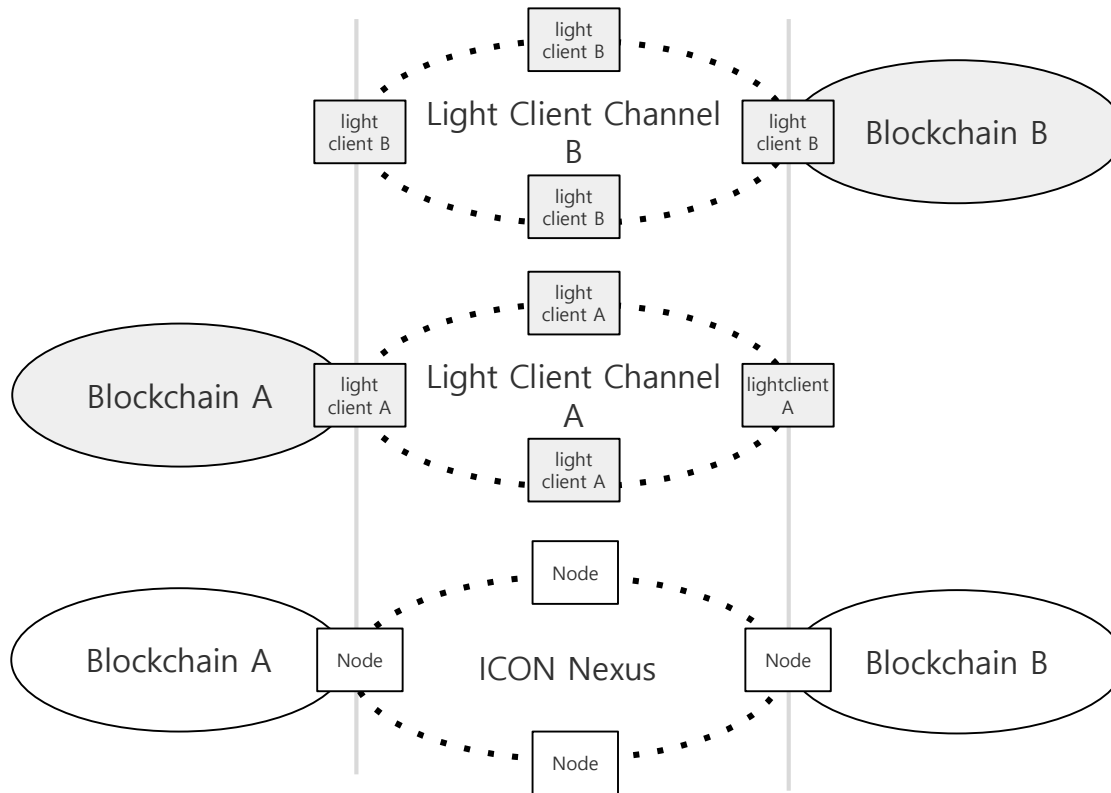 light
client B
light
client B
Light Client Channel
B
light
client B
Blockchain B
light
client B
light
client A
Blockchain A
light
client A
Light Client Channel
A
lightclient
A
light
client A
Node
Blockchain A
Node
ICON Nexus
Node
Blockchain B
Node